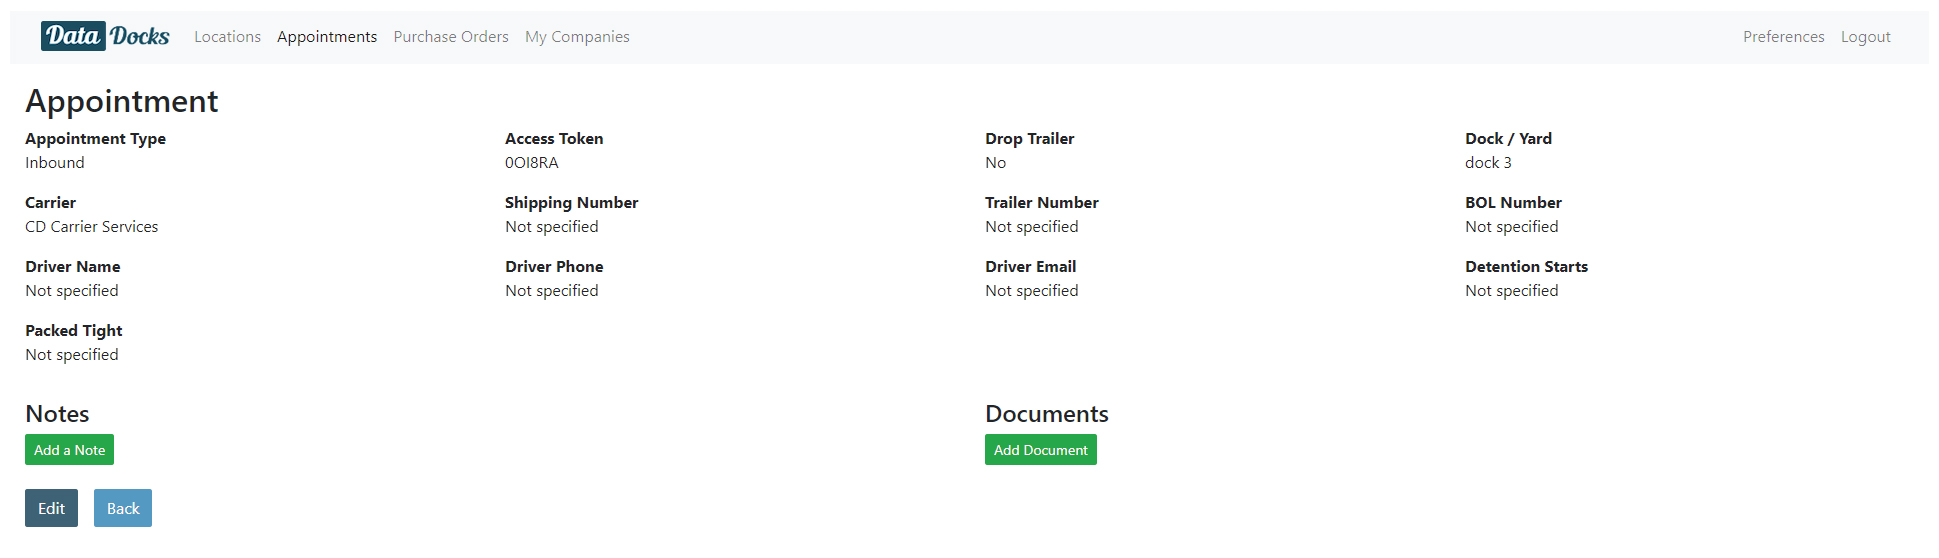 Data Docks Locations Appointments Purchase Orders My Companies Preferences Logout
Appointment
Appointment Type Access Token Drop Trailer Dock / Yard
Inbound 0OI8RA No dock 3
Carrier Shipping Number Trailer Number BOL Number
CD Carrier Services Not specified Not specified Not specified
Driver Name Driver Phone Driver Email Detention Starts
Not specified Not specified Not specified Not specified
Packed Tight
Not specified
Notes Documents
Add a Note Add Document
Edit Back